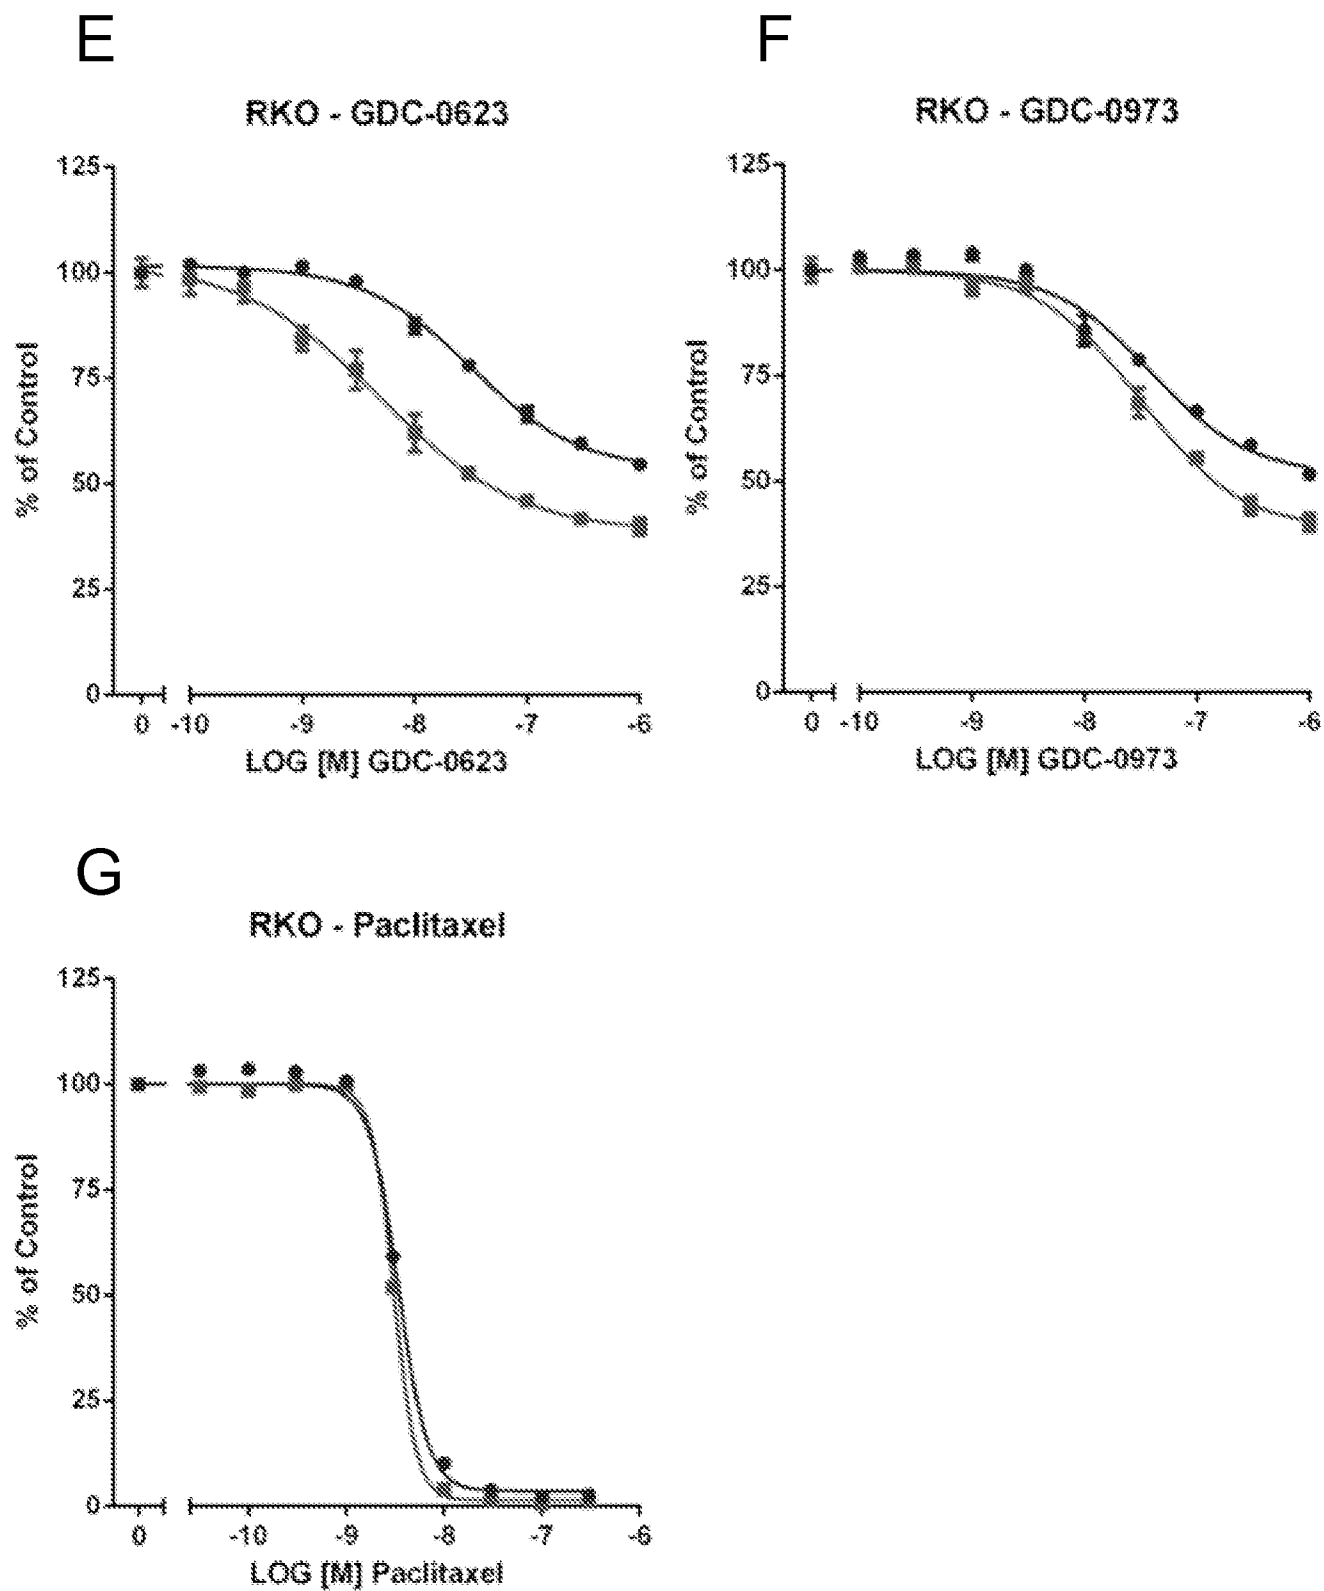 E
RKO - GDC-0623
125
100
75
50
25
0
% of Control
0 -10 -9 -8 -7 -6
LOG [M] GDC-0623
F
RKO - GDC-0973
125
100
75
50
25
0
% of Control
0 -10 -9 -8 -7 -6
LOG [M] GDC-0973
G
RKO - Paclitaxel
125
100
75
50
25
0
% of Control
0 -10 -9 -8 -7 -6
LOG [M] Paclitaxel